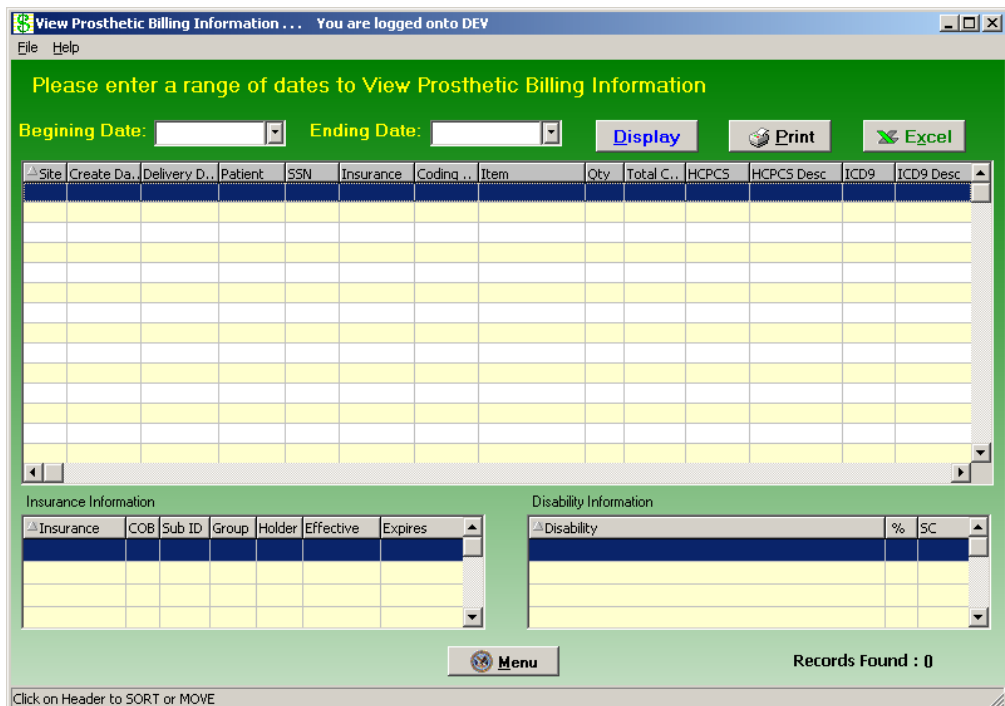 View Prosthetic Billing Information . . .    You are logged onto DEV
File Help
Please enter a range of dates to View Prosthetic Billing Information
Begining Date: Ending Date: Display Print Excel
Site Create Da.. Delivery D.. Patient SSN Insurance Coding .. Item Qty Total C.. HCPCS HCPCS Desc ICD9 ICD9 Desc
Insurance Information Disability Information
Insurance COB Sub ID Group Holder Effective Expires Disability % SC
Menu Records Found : 0
Click on Header to SORT or MOVE